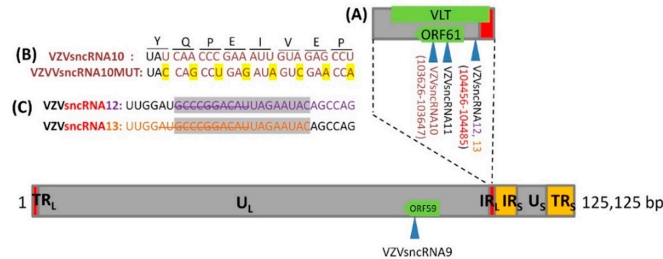 (A)
VLT
ORF61
Y Q P E I V E P
(B) VZVsncRNA10 : UAU CAA CCC GAA AUU GUA GAG CCU
VZVVsncRNA10MUT: UAC CAG CCU GAG AUA GUC GAA CCA
(C) VZVsncRNA12: UUGGAUGCCCGGACAUUAGAAUACAGCCAG
VZVsncRNA13: UUGGAUGCCCGGACAUUAGAAUACAGCCAG
VZVsncRNA10
(103626-103647)
VZVsncRNA11
VZVsncRNA12, 13
(104456-104485)
1 TRL UL ORF59 IRL IRS US TRS 125,125 bp
VZVsncRNA9